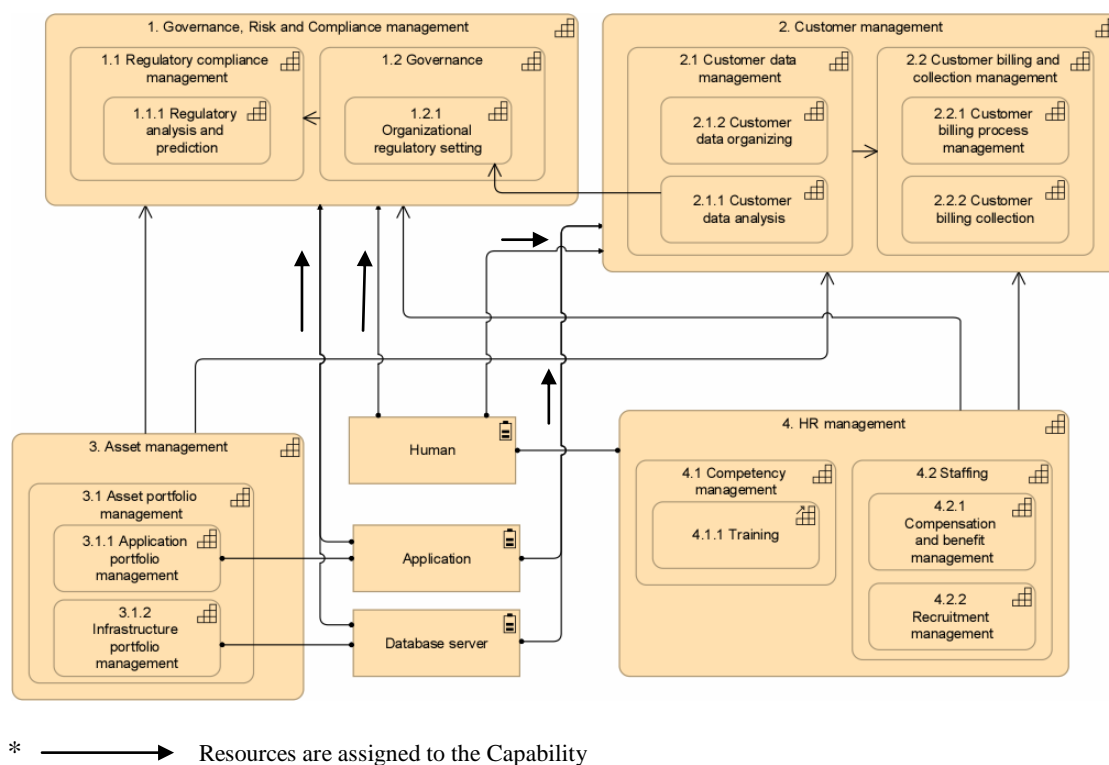 1. Governance, Risk and Compliance management
1.1 Regulatory compliance
management
1.1.1 Regulatory
analysis and
prediction
1.2 Governance
1.2.1
Organizational
regulatory setting
2. Customer management
2.1 Customer data
management
2.1.2 Customer
data organizing
2.1.1 Customer
data analysis
2.2 Customer billing and
collection management
2.2.1 Customer
billing process
management
2.2.2 Customer
billing collection
3. Asset management
3.1 Asset portfolio
management
3.1.1 Application
portfolio
management
3.1.2
Infrastructure
portfolio
management
Human
Application
Database server
4. HR management
4.1 Competency
management
4.1.1 Training
4.2 Staffing
4.2.1
Compensation
and benefit
management
4.2.2
Recruitment
management
* Resources are assigned to the Capability